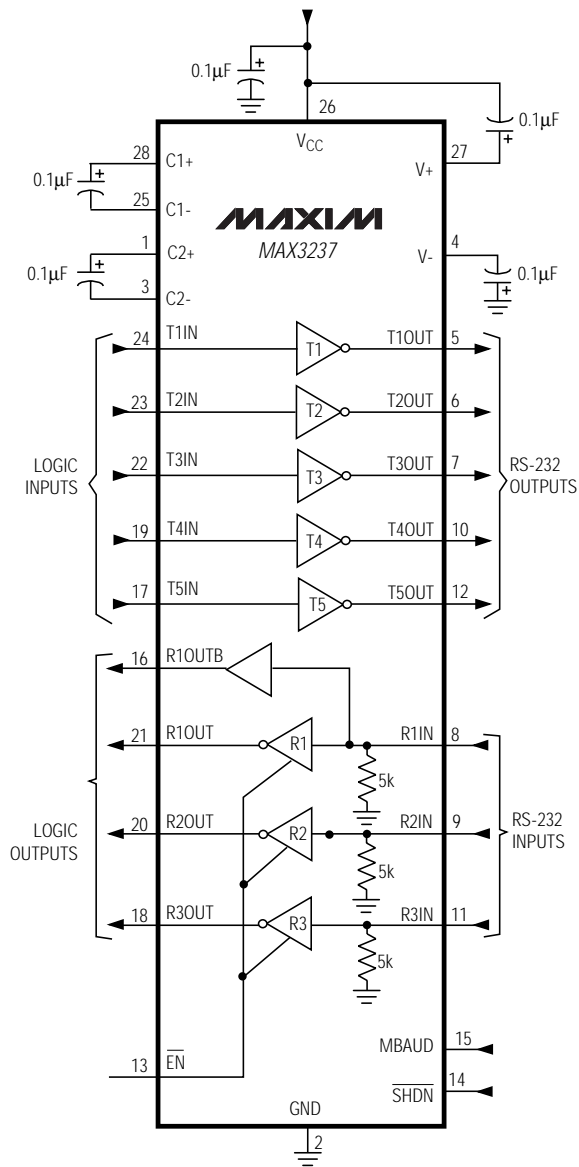 0.1µF +
26
VCC
0.1µF +
28 C1+
27 V+
0.1µF +
25 C1-
MAXIM
MAX3237
1 C2+
4 V-
0.1µF +
3 C2-
0.1µF +
24 T1IN T1 T1OUT 5
23 T2IN T2 T2OUT 6
LOGIC
INPUTS
22 T3IN T3 T3OUT 7
RS-232
OUTPUTS
19 T4IN T4 T4OUT 10
17 T5IN T5 T5OUT 12
16 R1OUTB
21 R1OUT R1 R1IN 8
5k
LOGIC
OUTPUTS
20 R2OUT R2 R2IN 9
RS-232
INPUTS
5k
18 R3OUT R3 R3IN 11
5k
MBAUD 15
13 EN
SHDN 14
GND
2